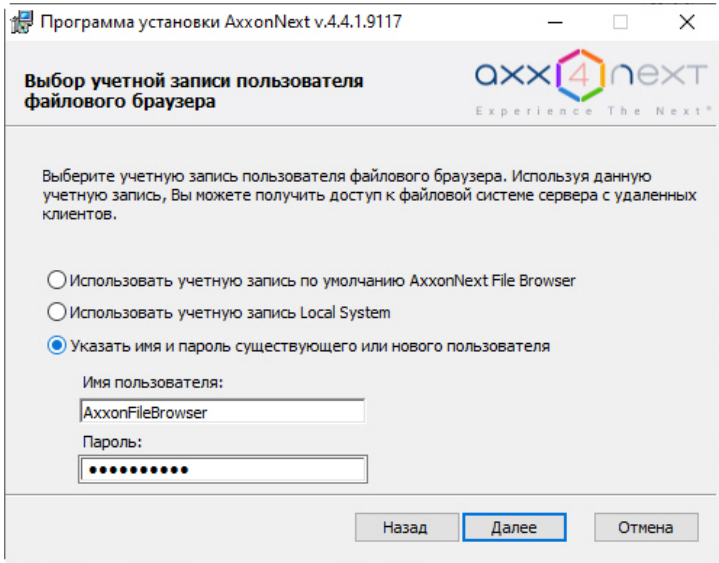 Программа установки AxxonNext v.4.4.1.9117
Выбор учетной записи пользователя
файлового браузера
axx4next
Experience The Next®
Выберите учетную запись пользователя файлового браузера. Используя данную
учетную запись, Вы можете получить доступ к файловой системе сервера с удаленных
клиентов.
Использовать учетную запись по умолчанию AxxonNext File Browser
Использовать учетную запись Local System
Указать имя и пароль существующего или нового пользователя
Имя пользователя:
AxxonFileBrowser
Пароль:
••••••••••
Назад Далее Отмена